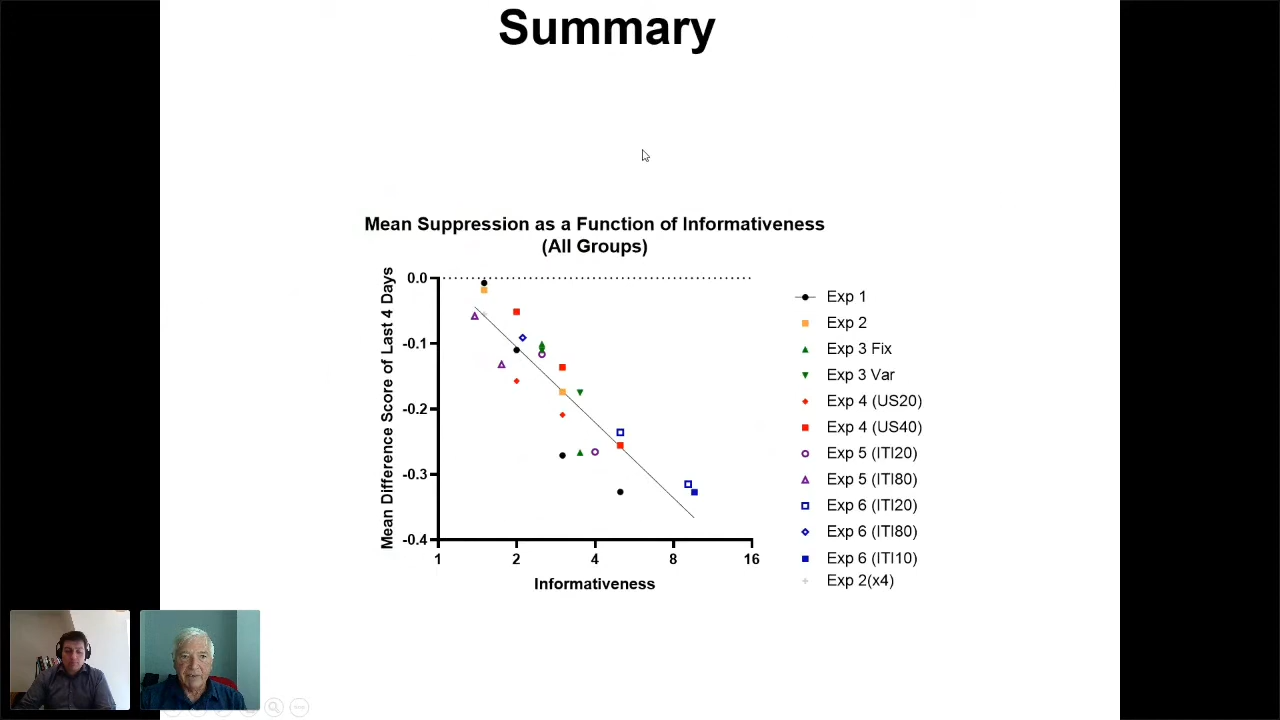 Summary
Mean Suppression as a Function of Informativeness
(All Groups)
Mean Difference Score of Last 4 Days
0.0
-0.1
-0.2
-0.3
-0.4
1
2
4
8
16
Informativeness
Exp 1
Exp 2
Exp 3 Fix
Exp 3 Var
Exp 4 (US20)
Exp 4 (US40)
Exp 5 (ITI20)
Exp 5 (ITI80)
Exp 6 (ITI20)
Exp 6 (ITI80)
Exp 6 (ITI10)
Exp 2(x4)